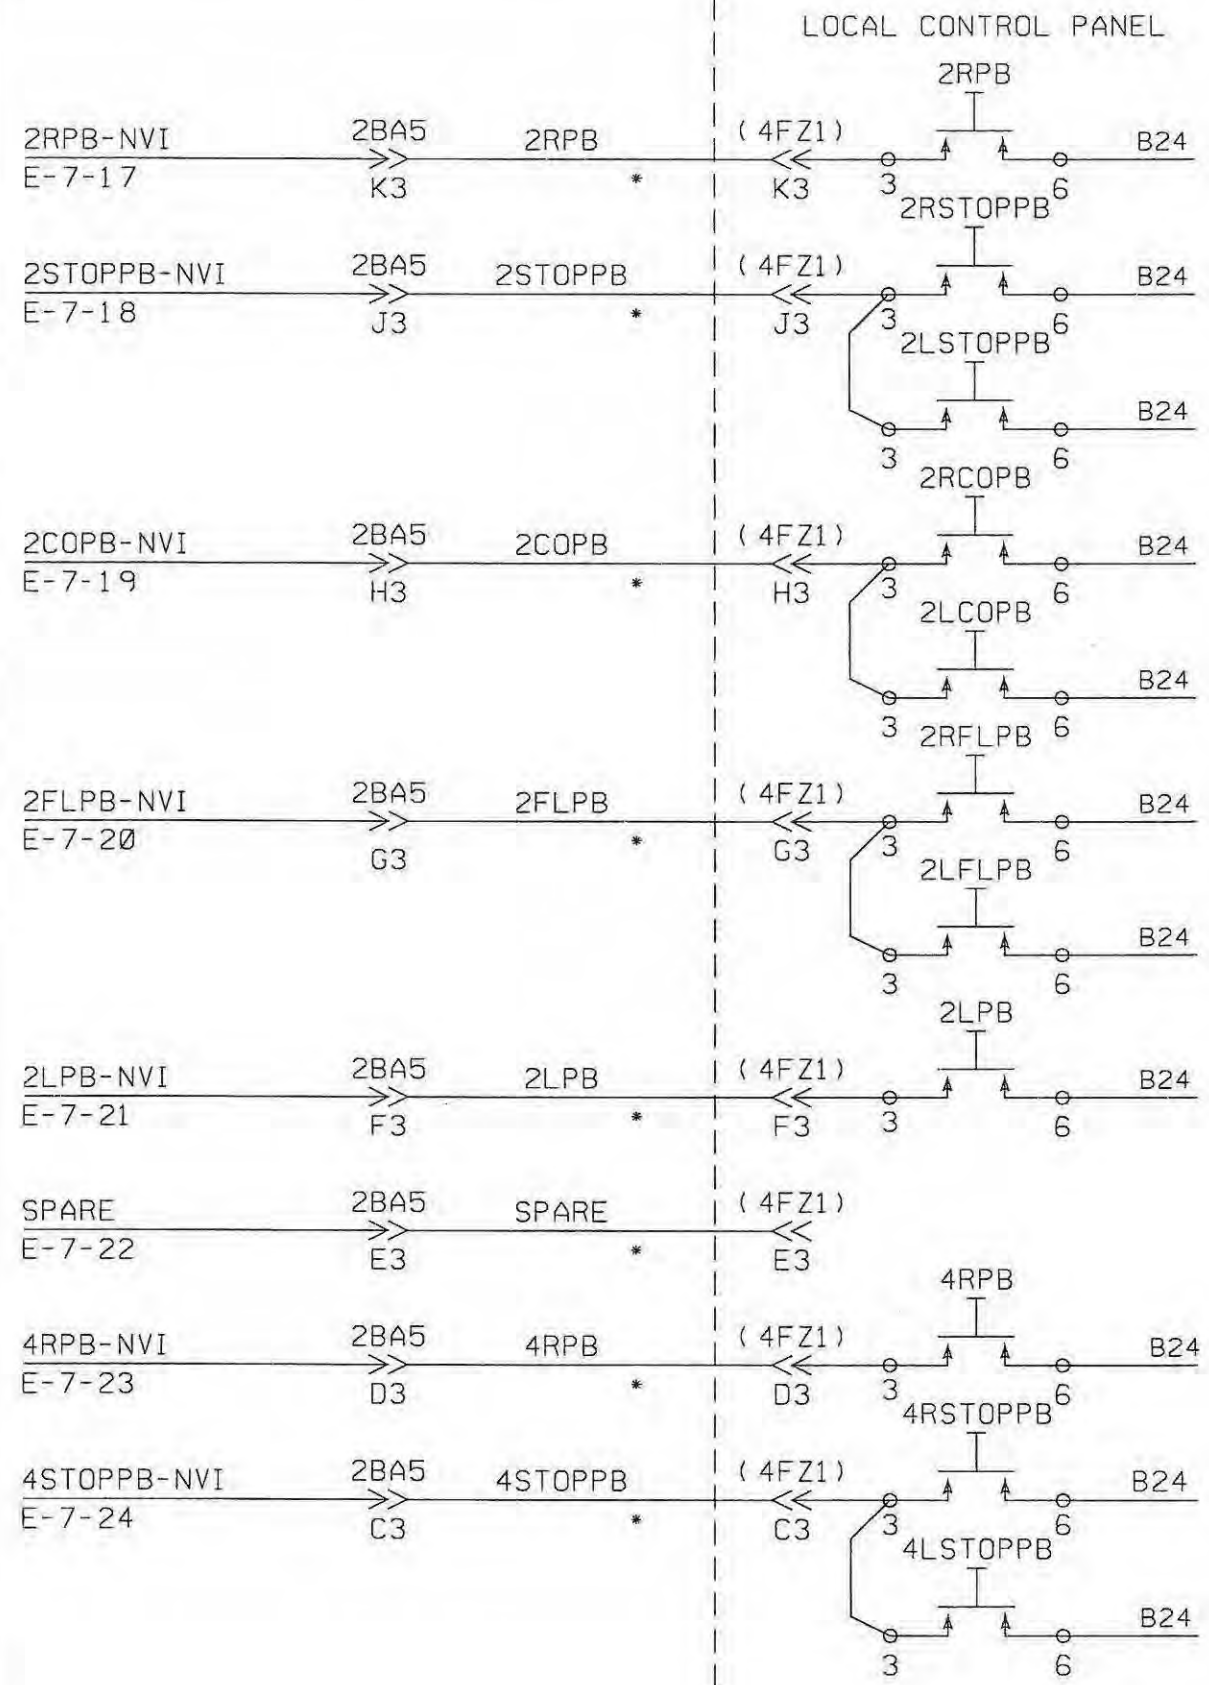 LOCAL CONTROL PANEL
2RPB
2RPB-NVI 2BA5 2RPB (4FZ1) B24
E-7-17 K3 * K3 3 6
2RSTOPPB
2STOPPB-NVI 2BA5 2STOPPB (4FZ1) B24
E-7-18 J3 * J3 3 6
2LSTOPPB
B24
3 6
2RCOPB
2COPB-NVI 2BA5 2COPB (4FZ1) B24
E-7-19 H3 * H3 3 6
2LCOPB
B24
3 6
2RFLPB
2FLPB-NVI 2BA5 2FLPB (4FZ1) B24
E-7-20 G3 * G3 3 6
2LFLPB
B24
3 6
2LPB
2LPB-NVI 2BA5 2LPB (4FZ1) B24
E-7-21 F3 * F3 3 6
SPARE 2BA5 SPARE (4FZ1)
E-7-22 E3 * E3
4RPB
4RPB-NVI 2BA5 4RPB (4FZ1) B24
E-7-23 D3 * D3 3 6
4RSTOPPB
4STOPPB-NVI 2BA5 4STOPPB (4FZ1) B24
E-7-24 C3 * C3 3 6
4LSTOPPB
B24
3 6